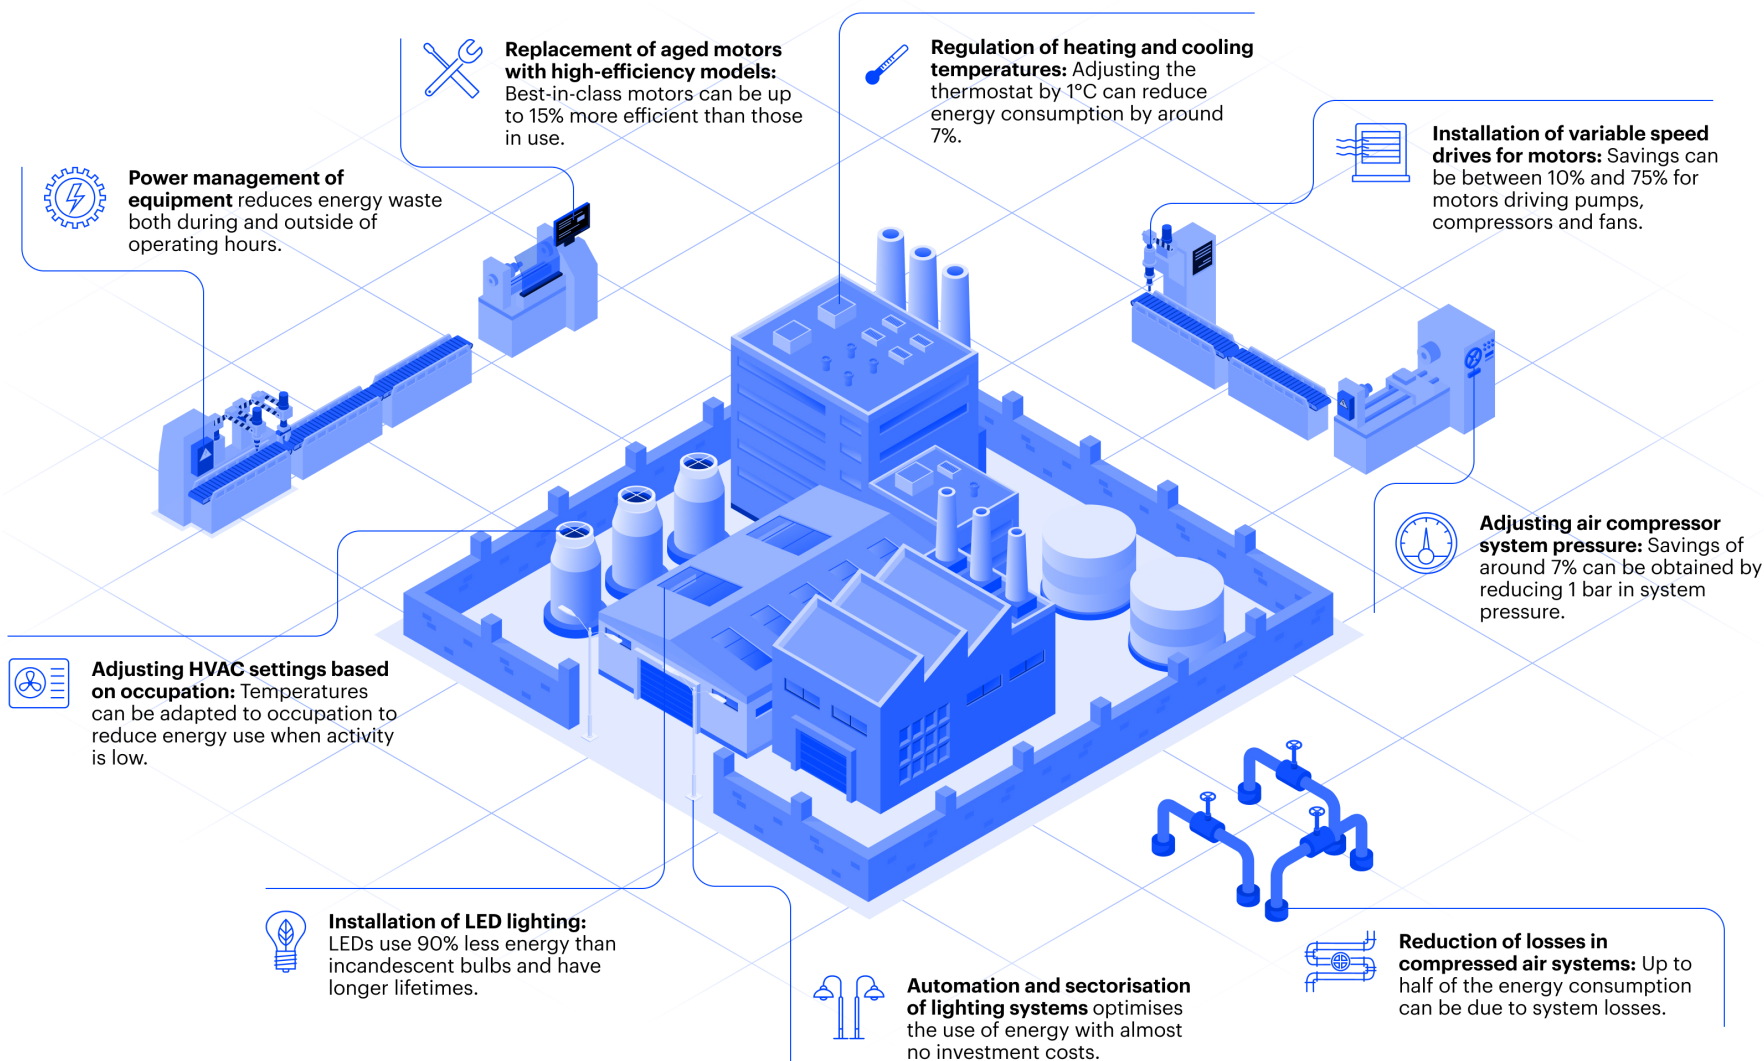 Replacement of aged motors
with high-efficiency models:
Best-in-class motors can be up
to 15% more efficient than those
in use.
Regulation of heating and cooling
temperatures: Adjusting the
thermostat by 1°C can reduce
energy consumption by around
7%.
Installation of variable speed
drives for motors: Savings can
be between 10% and 75% for
motors driving pumps,
compressors and fans.
Power management of
equipment reduces energy waste
both during and outside of
operating hours.
Adjusting air compressor
system pressure: Savings of
around 7% can be obtained by
reducing 1 bar in system
pressure.
Adjusting HVAC settings based
on occupation: Temperatures
can be adapted to occupation to
reduce energy use when activity
is low.
Installation of LED lighting:
LEDs use 90% less energy than
incandescent bulbs and have
longer lifetimes.
Automation and sectorisation
of lighting systems optimises
the use of energy with almost
no investment costs.
Reduction of losses in
compressed air systems: Up to
half of the energy consumption
can be due to system losses.